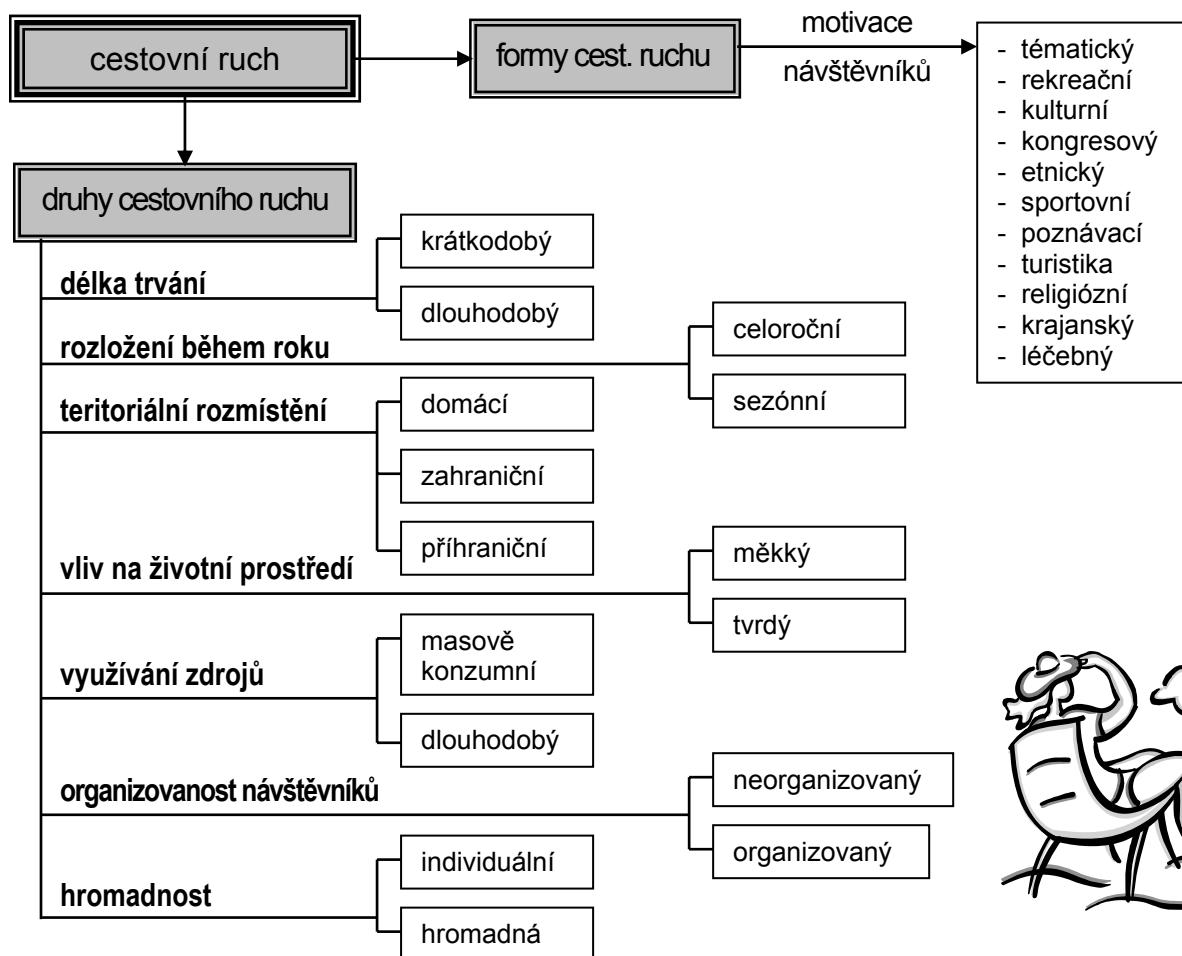 cestovní ruch
formy cest. ruchu
motivace
návštěvníků
- tématický
- rekreační
- kulturní
- kongresový
- etnický
- sportovní
- poznávací
- turistika
- religiózní
- krajanský
- léčebný
druhy cestovního ruchu
délka trvání
krátkodobý
dlouhodobý
rozložení během roku
celoroční
sezónní
teritoriální rozmístění
domácí
zahraniční
příhraniční
vliv na životní prostředí
měkký
tvrdý
využívání zdrojů
masově
konzumní
dlouhodobý
organizovanost návštěvníků
neorganizovaný
organizovaný
hromadnost
individuální
hromadná